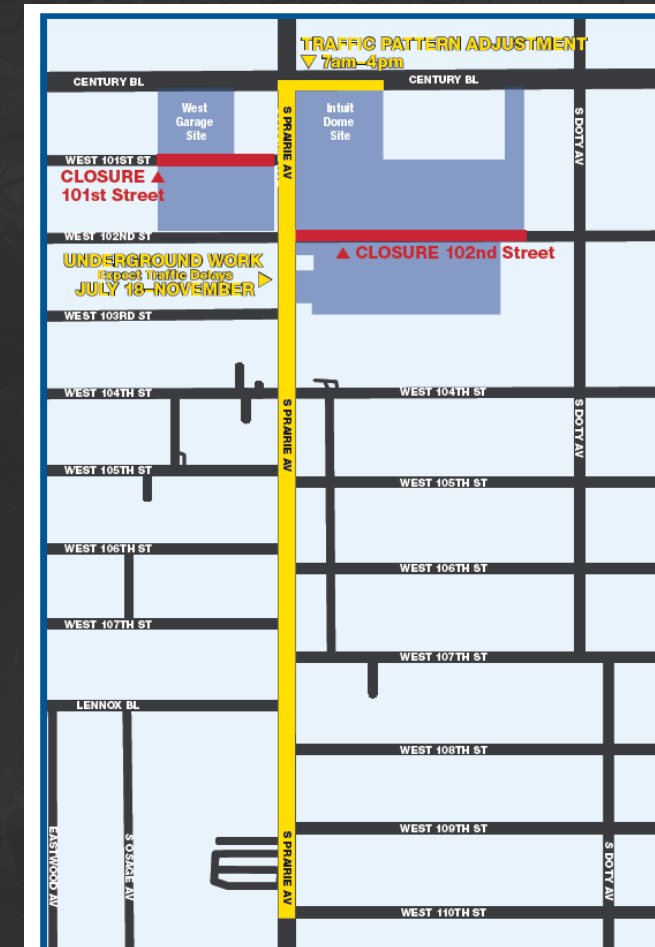 TRAFFIC PATTERN ADJUSTMENT
▼ 7am–4pm
CENTURY BL
CENTURY BL
West
Garage
Site
Intuit
Dome
Site
S PRAIRIE AV
S DOTY AV
WEST 101ST ST
CLOSURE ▲
101st Street
WEST 102ND ST
▲ CLOSURE 102nd Street
UNDERGROUND WORK
Expect Traffic Delays
JULY 18–NOVEMBER
WEST 103RD ST
WEST 104TH ST
WEST 104TH ST
S PRAIRIE AV
S DOTY AV
WEST 105TH ST
WEST 105TH ST
WEST 106TH ST
WEST 106TH ST
WEST 107TH ST
WEST 107TH ST
LENNOX BL
WEST 108TH ST
EASTWOOD AV
S OSAGE AV
S PRAIRIE AV
WEST 109TH ST
S DOTY AV
WEST 110TH ST